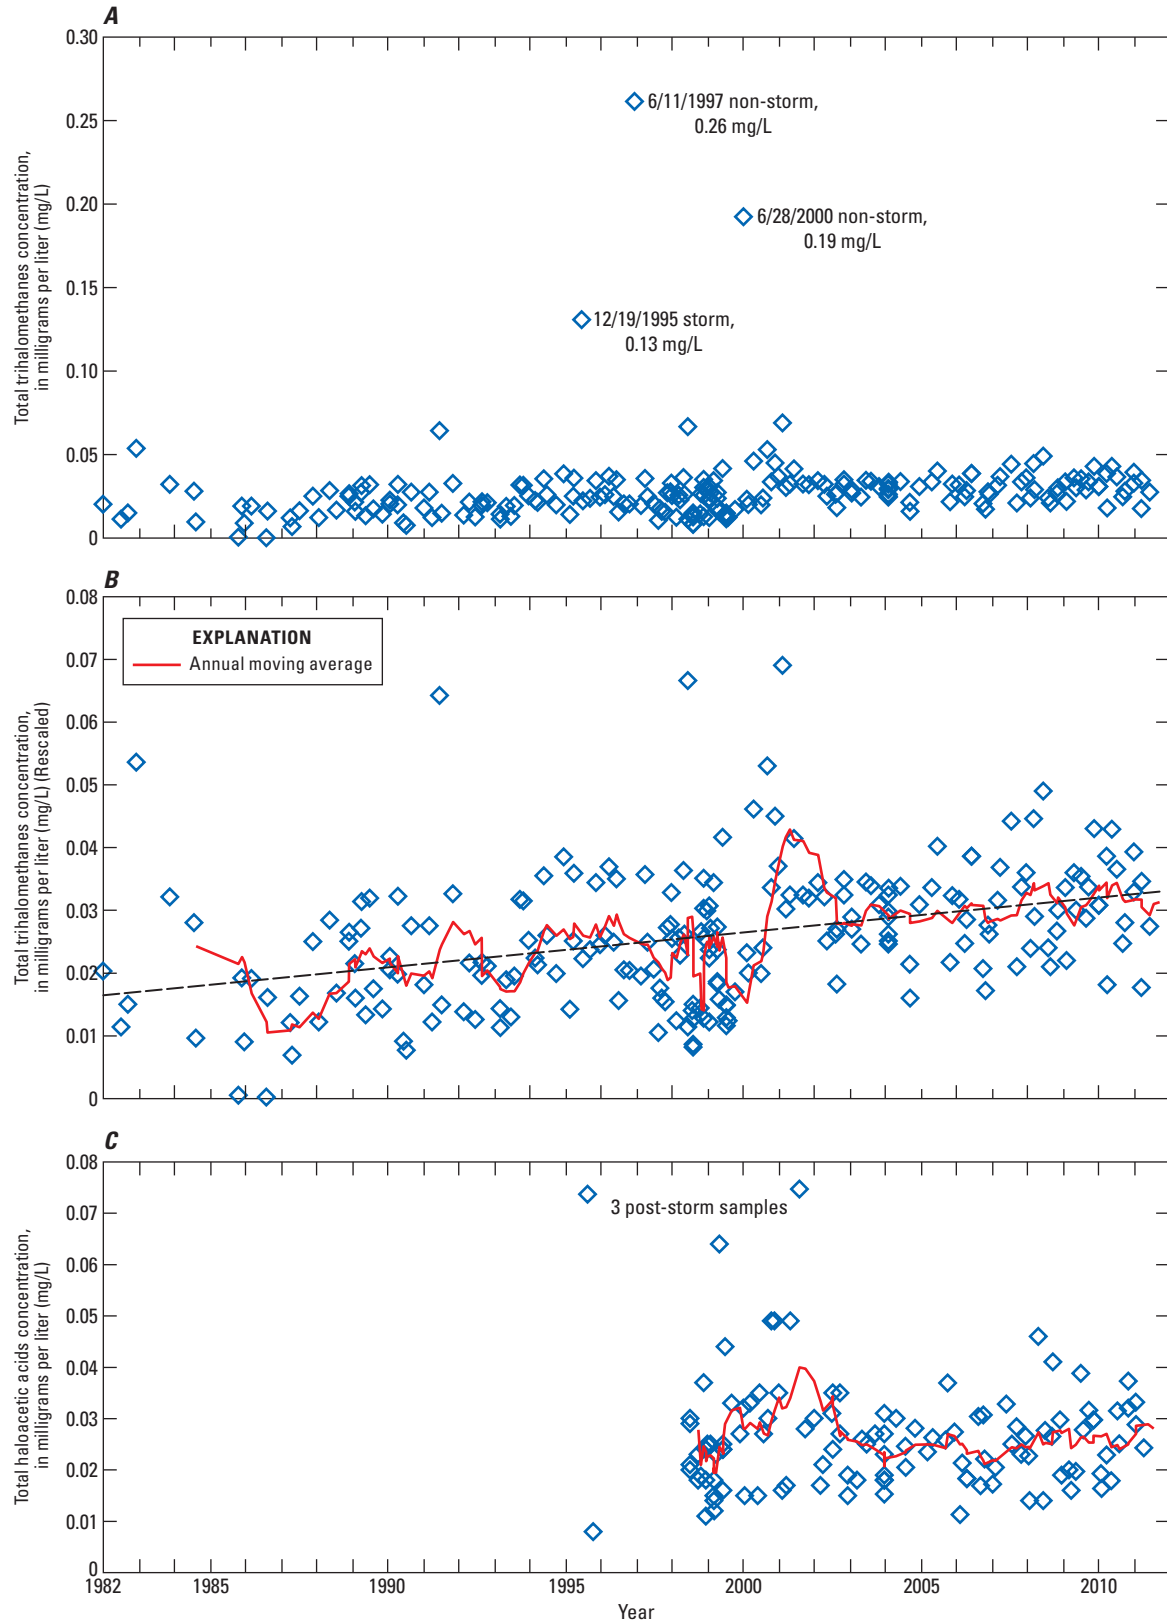 A
Total trihalomethanes concentration,
in milligrams per liter (mg/L)
0.30
0.25
0.20
0.15
0.10
0.05
0
6/11/1997 non-storm,
0.26 mg/L
6/28/2000 non-storm,
0.19 mg/L
12/19/1995 storm,
0.13 mg/L
B
Total trihalomethanes concentration,
in milligrams per liter (mg/L) (Rescaled)
0.08
0.07
0.06
0.05
0.04
0.03
0.02
0.01
0
EXPLANATION
Annual moving average
C
Total haloacetic acids concentration,
in milligrams per liter (mg/L)
0.08
0.07
0.06
0.05
0.04
0.03
0.02
0.01
0
3 post-storm samples
1982 1985 1990 1995 2000 2005 2010
Year